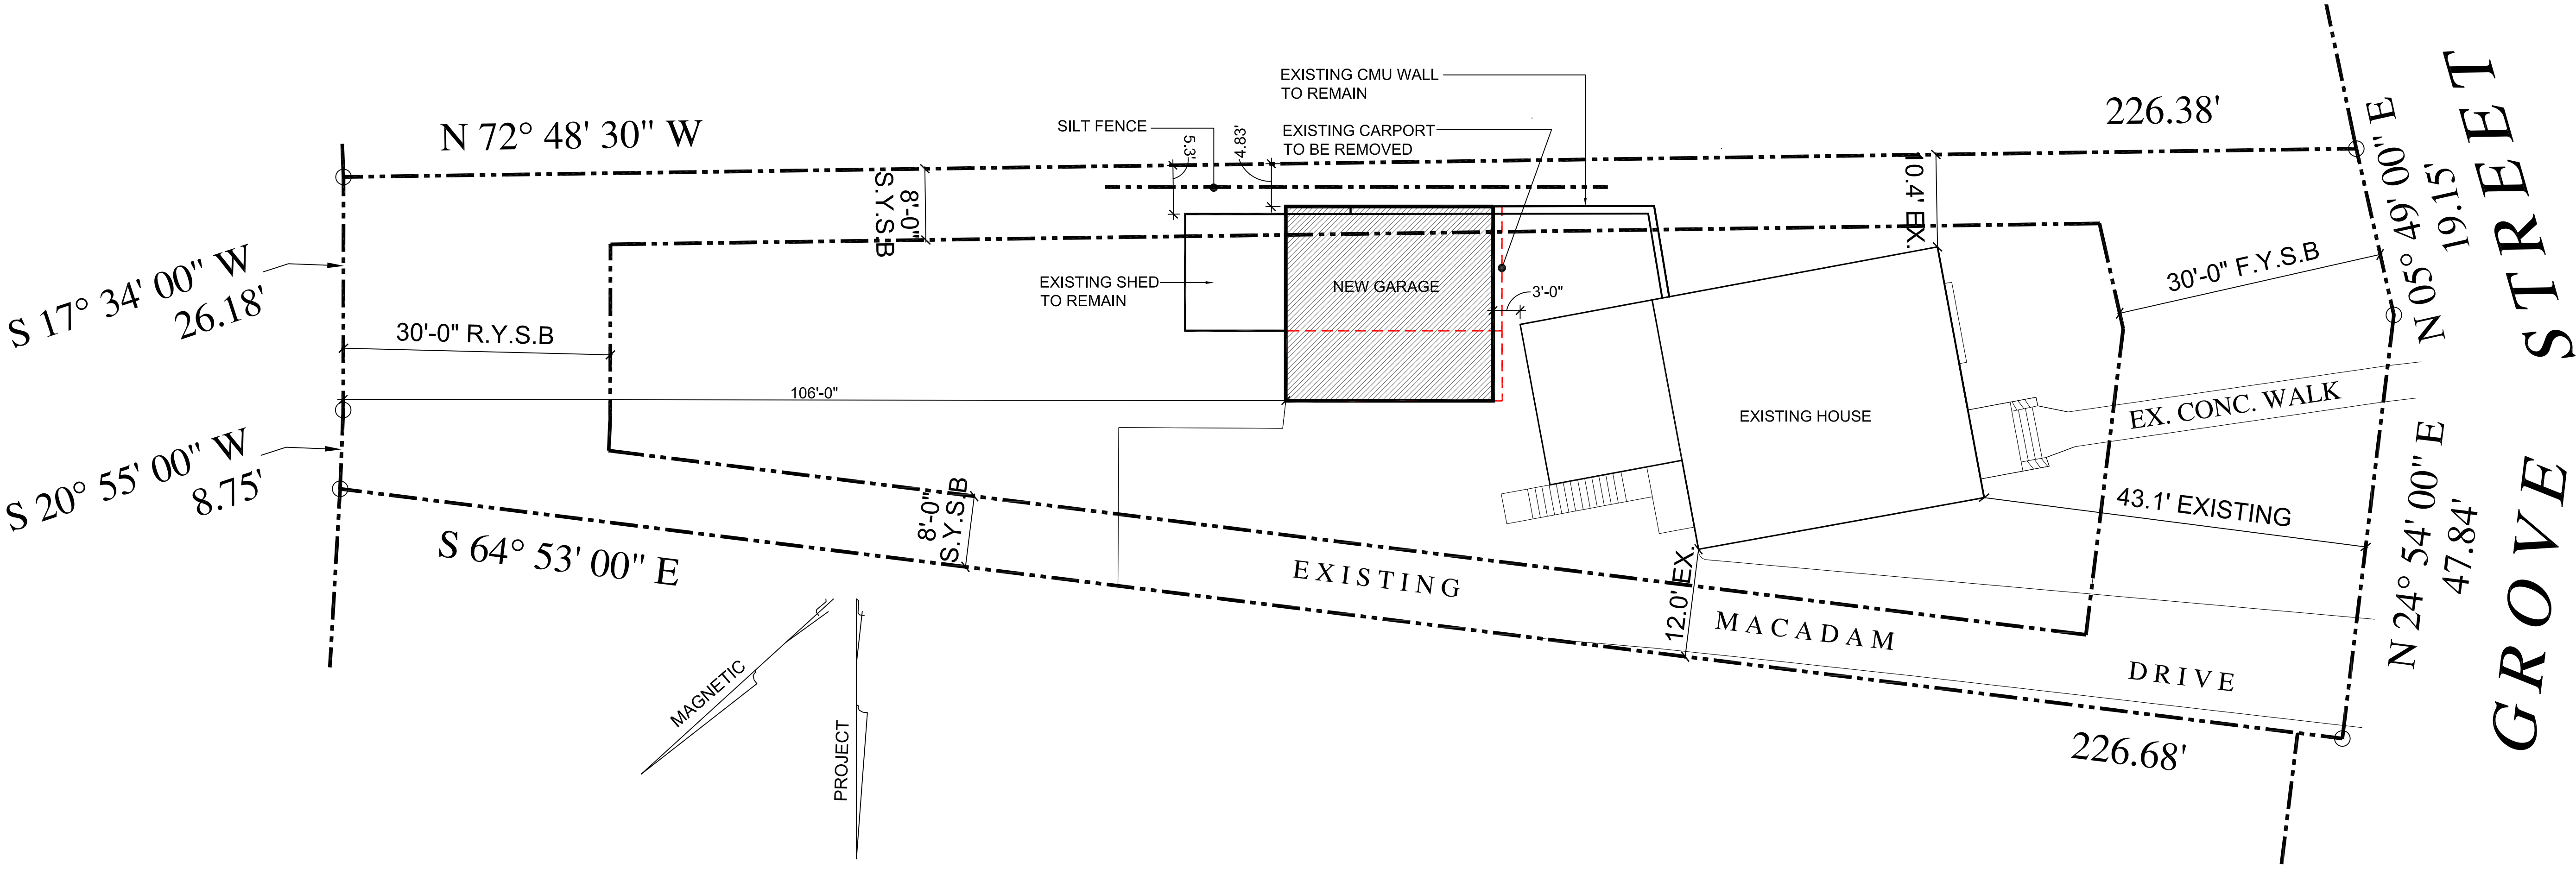 EXISTING CMU WALL
TO REMAIN
226.38'
N 72° 48' 30" W
SILT FENCE
5.3'
4.83'
EXISTING CARPORT
TO BE REMOVED
N 05° 49' 00" E
19.15'
GROVE STREET
8'-0"
S.Y.S.B
10.4' EX.
S 17° 34' 00" W
26.18'
EXISTING SHED
TO REMAIN
NEW GARAGE
3'-0"
30'-0" F.Y.S.B
30'-0" R.Y.S.B
106'-0"
EXISTING HOUSE
EX. CONC. WALK
S 20° 55' 00" W
8.75'
8'-0"
S.Y.S.B
43.1' EXISTING
N 24° 54' 00" E
47.84'
S 64° 53' 00" E
EXISTING
12.0' EX.
MACADAM
DRIVE
MAGNETIC
PROJECT
226.68'